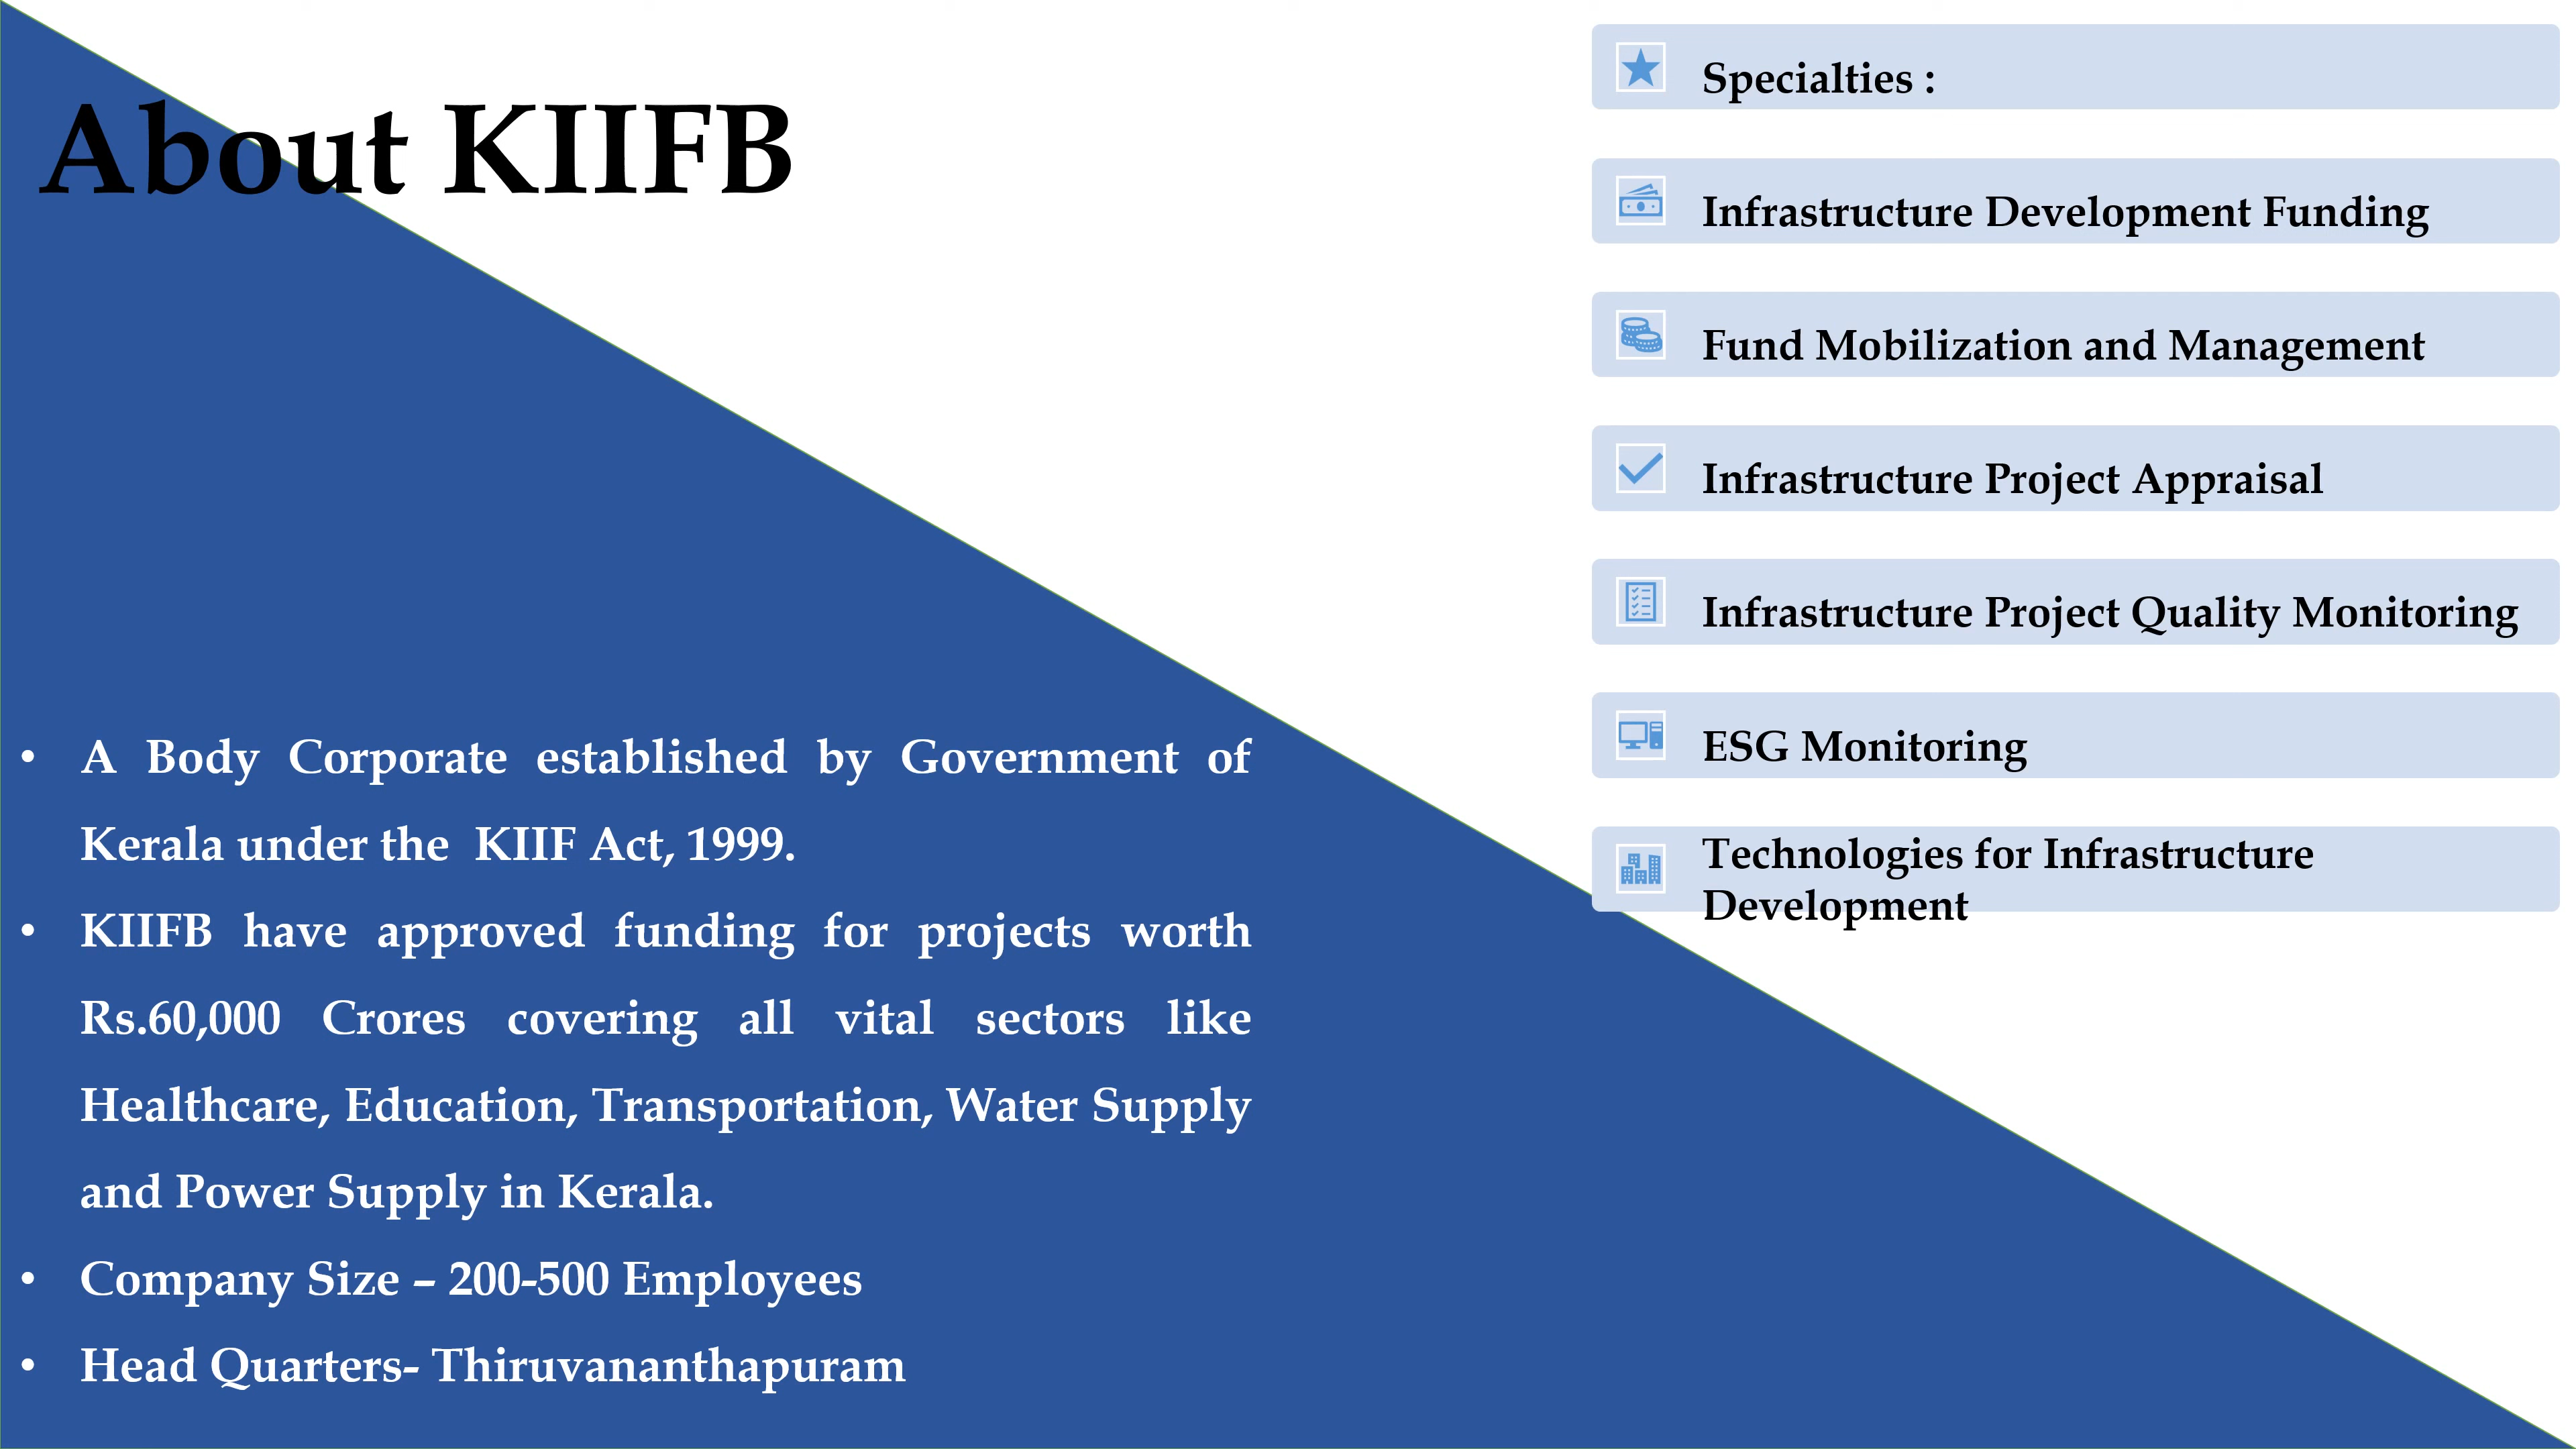 About KIIFB
• A Body Corporate established by Government of
Kerala under the KIIF Act, 1999.
• KIIFB have approved funding for projects worth
Rs.60,000 Crores covering all vital sectors like
Healthcare, Education, Transportation, Water Supply
and Power Supply in Kerala.
• Company Size – 200-500 Employees
• Head Quarters- Thiruvananthapuram
Specialties :
Infrastructure Development Funding
Fund Mobilization and Management
Infrastructure Project Appraisal
Infrastructure Project Quality Monitoring
ESG Monitoring
Technologies for Infrastructure
Development